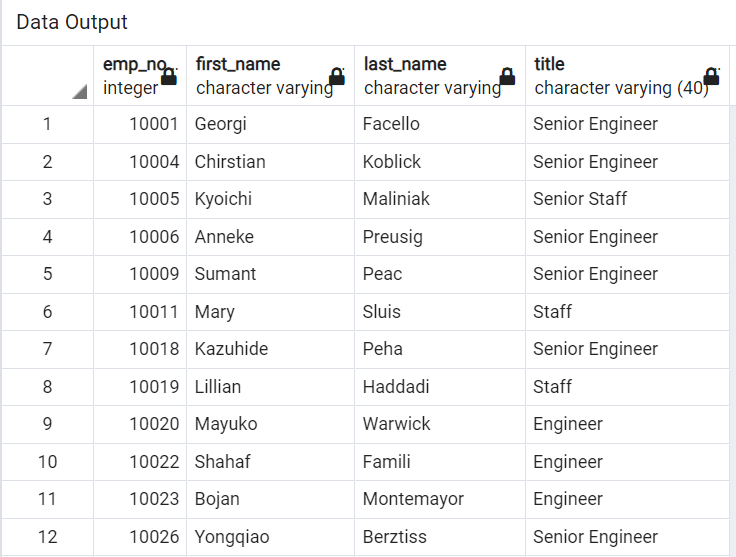 Data Output
emp_no.. first_name last_name title
integer character varying character varying character varying (40)
1 10001 Georgi Facello Senior Engineer
2 10004 Chirstian Koblick Senior Engineer
3 10005 Kyoichi Maliniak Senior Staff
4 10006 Anneke Preusig Senior Engineer
5 10009 Sumant Peac Senior Engineer
6 10011 Mary Sluis Staff
7 10018 Kazuhide Peha Senior Engineer
8 10019 Lillian Haddadi Staff
9 10020 Mayuko Warwick Engineer
10 10022 Shahaf Famili Engineer
11 10023 Bojan Montemayor Engineer
12 10026 Yongqiao Berztiss Senior Engineer